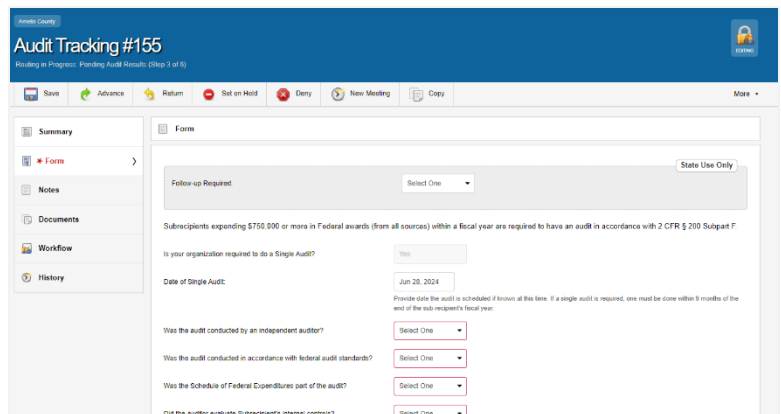 Amelia County
Audit Tracking #155
Routing in Progress: Pending Audit Results (Step 3 of 6)
EDITING
Save Advance Return Set on Hold Deny New Meeting Copy More
Summary
Form
* Form
State Use Only
Follow-up Required: Select One
Notes
Documents
Subrecipients expending $750,000 or more in Federal awards (from all sources) within a fiscal year are required to have an audit in accordance with 2 CFR § 200 Subpart F.
Workflow
Is your organization required to do a Single Audit? Yes
History
Date of Single Audit: Jun 28, 2024
Provide date the audit is scheduled if known at this time. If a single audit is required, one must be done within 9 months of the
end of the sub-recipient's fiscal year.
Was the audit conducted by an independent auditor? Select One
Was the audit conducted in accordance with federal audit standards? Select One
Was the Schedule of Federal Expenditures part of the audit? Select One
Did the auditor evaluate Subrecipient's internal controls? Select One